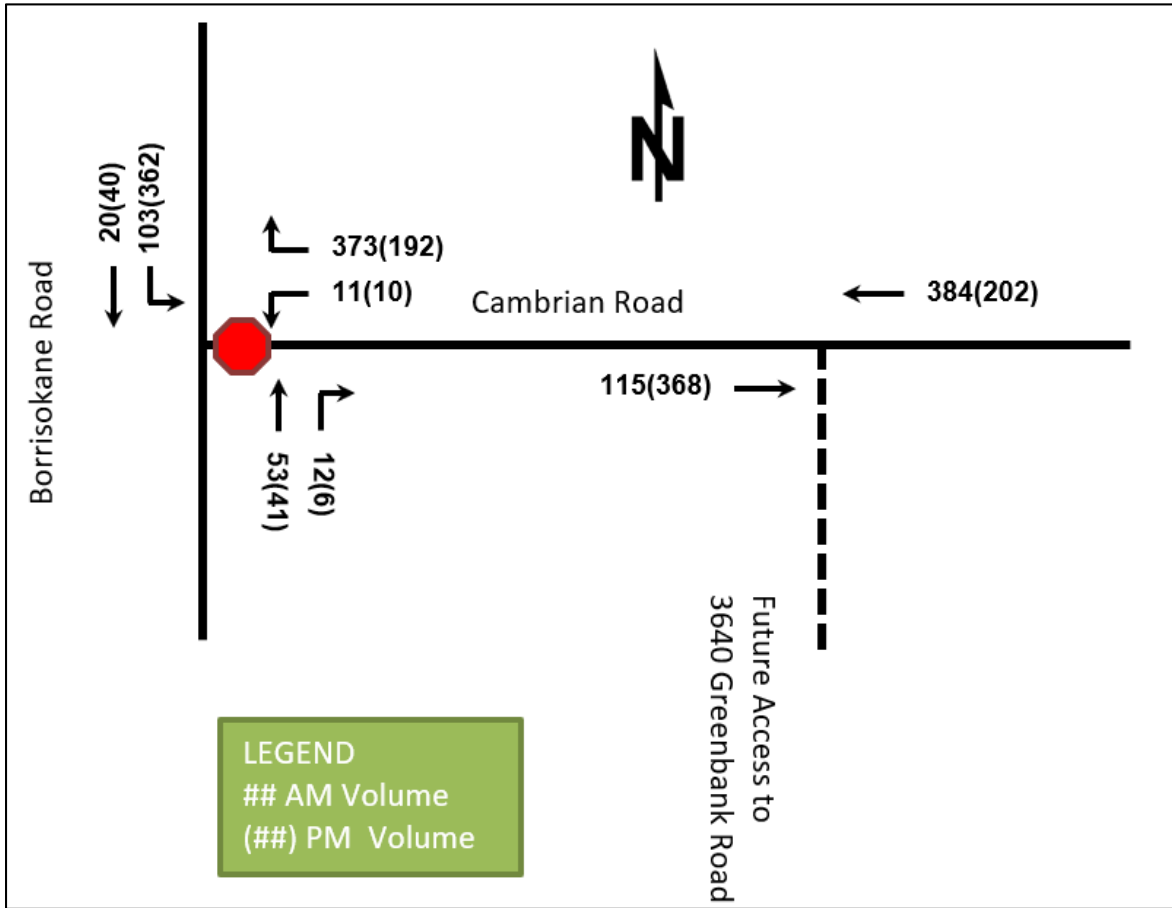 20(40)
103(362)
N
373(192)
11(10)
Cambrian Road
384(202)
Borrisokane Road
115(368)
53(41)
12(6)
Future Access to
3640 Greenbank Road
LEGEND
## AM Volume
(##) PM  Volume